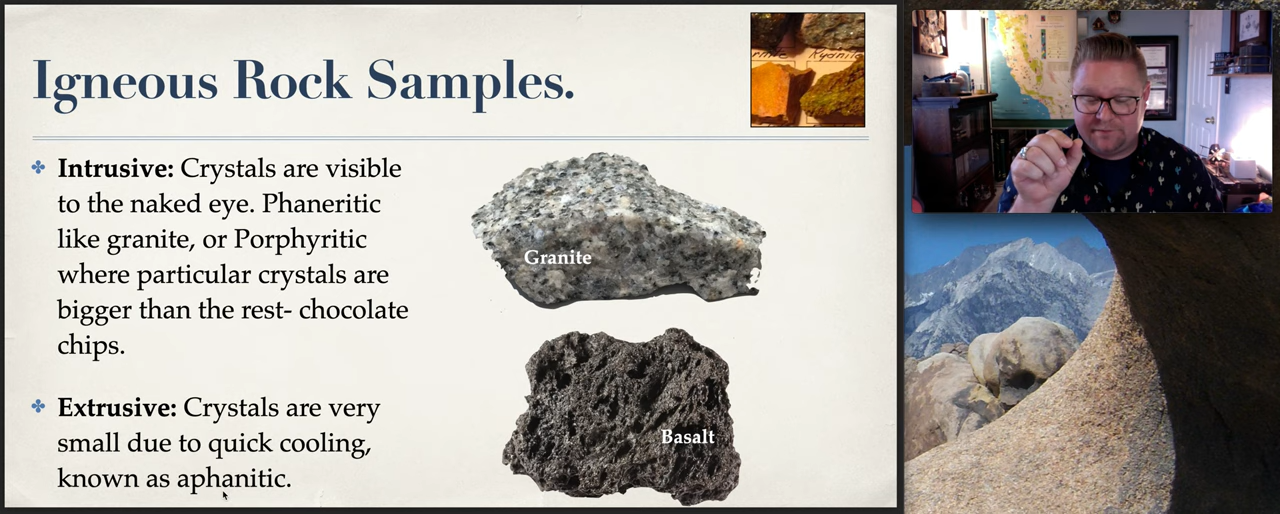 Igneous Rock Samples.
Kyanite
Intrusive: Crystals are visible
to the naked eye. Phaneritic
like granite, or Porphyritic
where particular crystals are
bigger than the rest- chocolate
chips.
Granite
Extrusive: Crystals are very
small due to quick cooling,
known as aphanitic.
Basalt